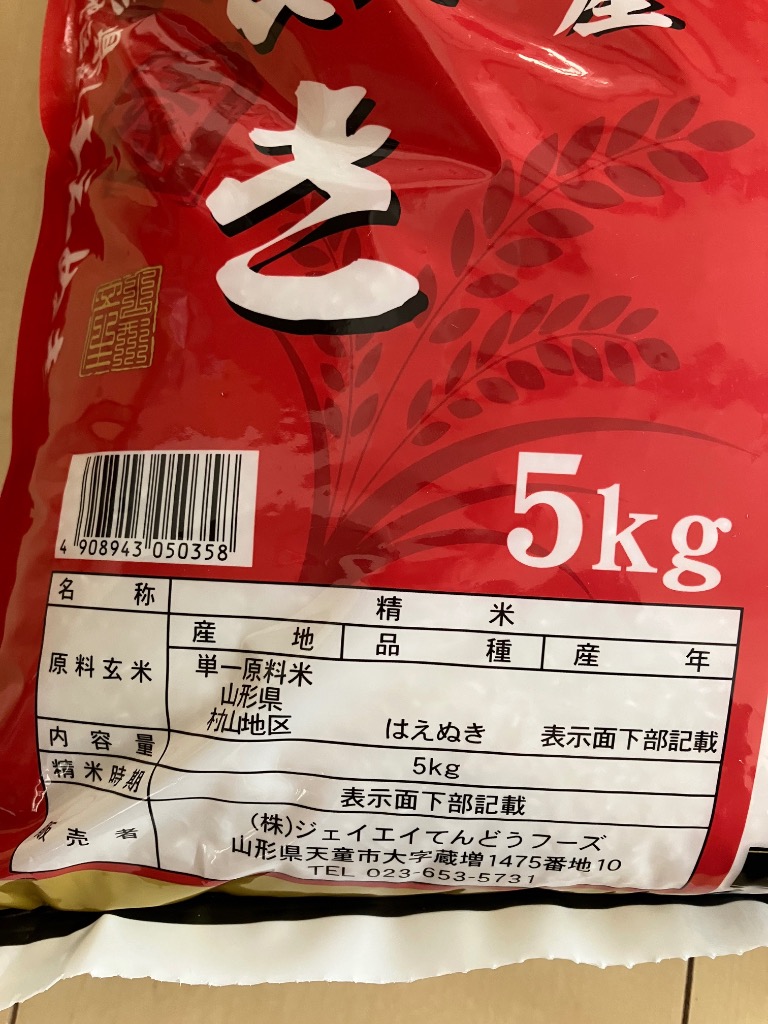 産
き
5kg
4 908943 050358
名称 精米
原料玄米 産地 品種 産年
単一原料米
山形県
村山地区 はえぬき 表示面下部記載
内容量 5kg
精米時期 表示面下部記載
販売者 (株)ジェイエイてんどうフーズ
山形県天童市大字蔵増1475番地10
TEL 023-653-5731